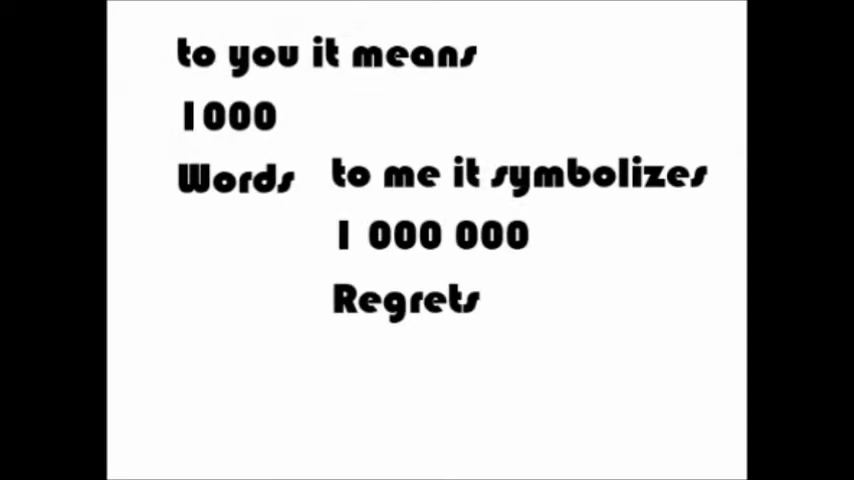 to you it means
1000
Words
to me it symbolizes
1 000 000
Regrets